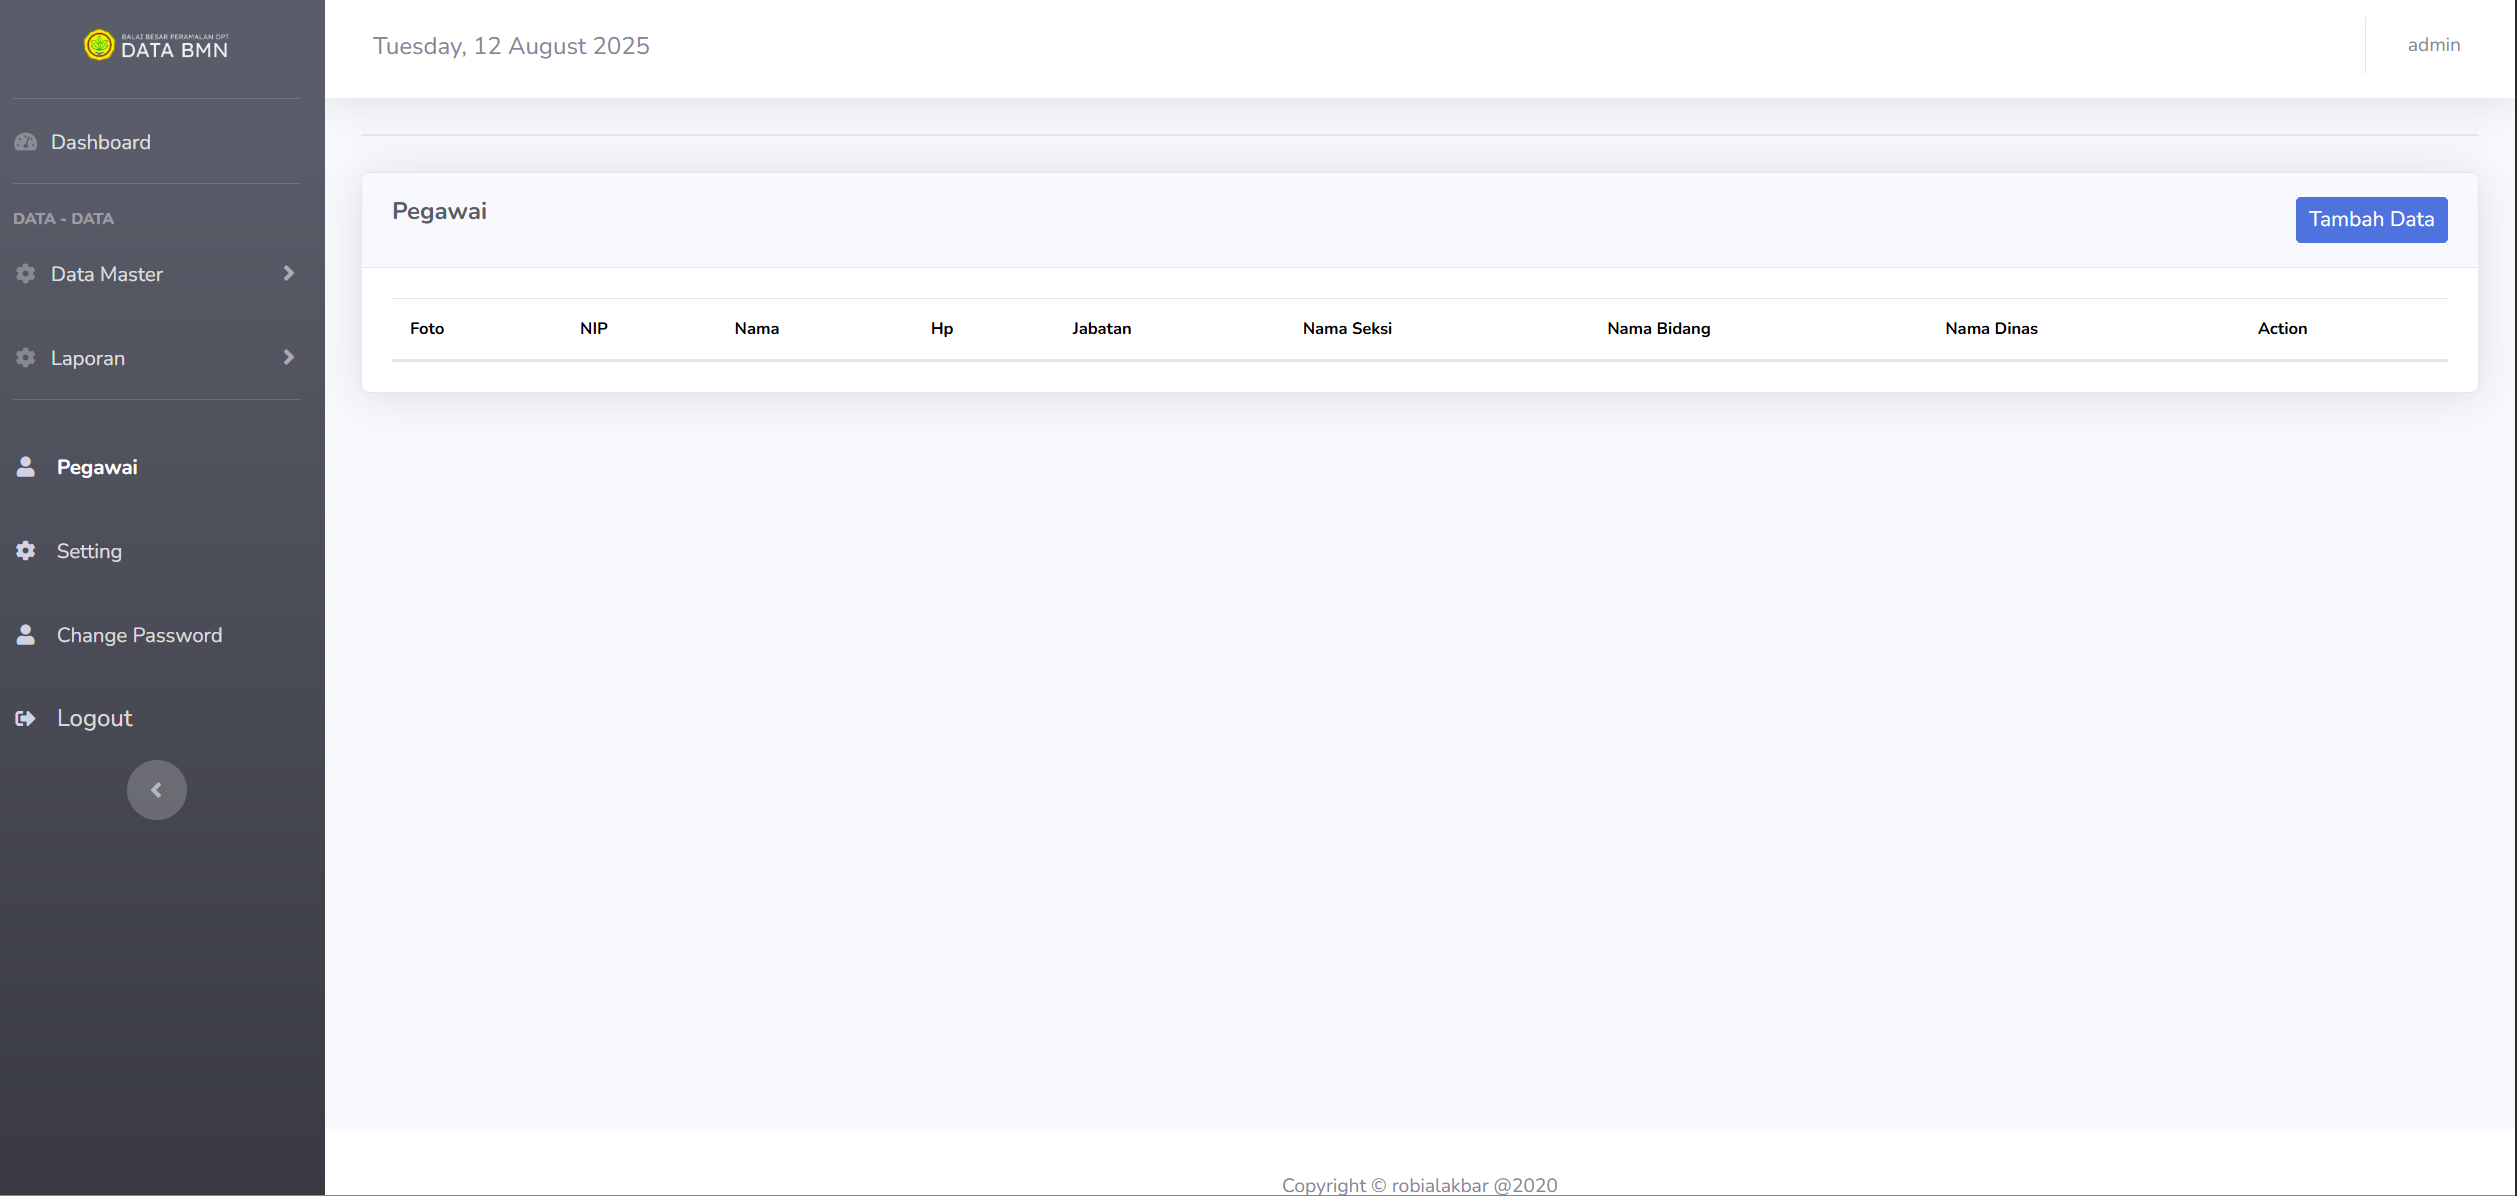 BALAI BESAR PERAMALAN OPT
DATA BMN
Tuesday, 12 August 2025
admin
Dashboard
DATA - DATA
Data Master
Laporan
Pegawai
Setting
Change Password
Logout
Pegawai
Tambah Data
Foto NIP Nama Hp Jabatan Nama Seksi Nama Bidang Nama Dinas Action
Copyright © robialakbar @2020